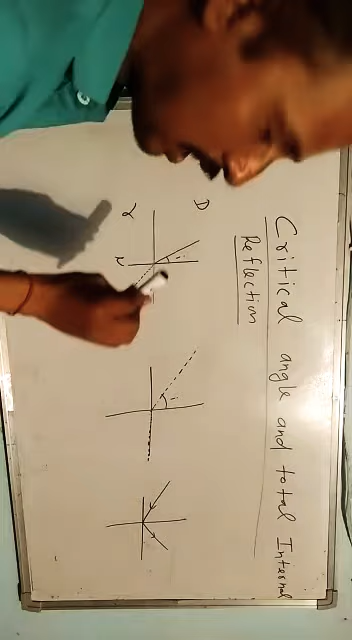 Critical angle and total Internal
Reflection
D
i
r
N
i